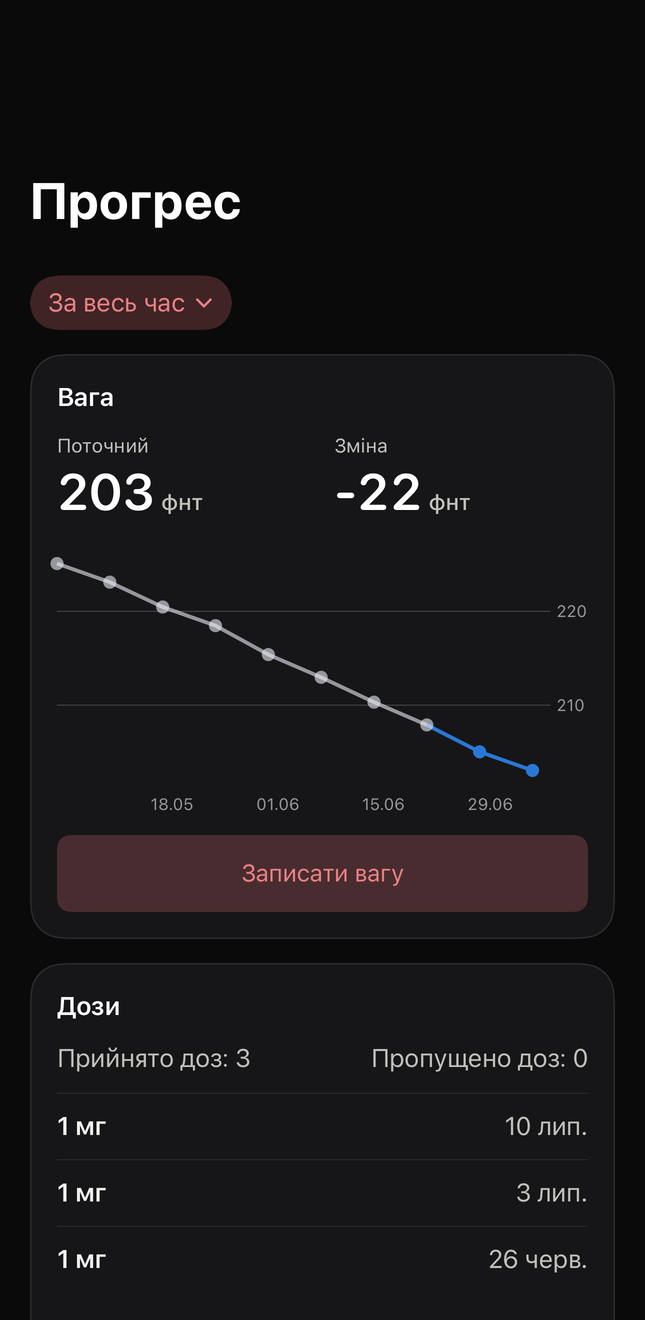 Прогрес
За весь час
Вага
Поточний Зміна
203 фнт -22 фнт
220
210
18.05 01.06 15.06 29.06
Записати вагу
Дози
Прийнято доз: 3 Пропущено доз: 0
1 мг 10 лип.
1 мг 3 лип.
1 мг 26 черв.